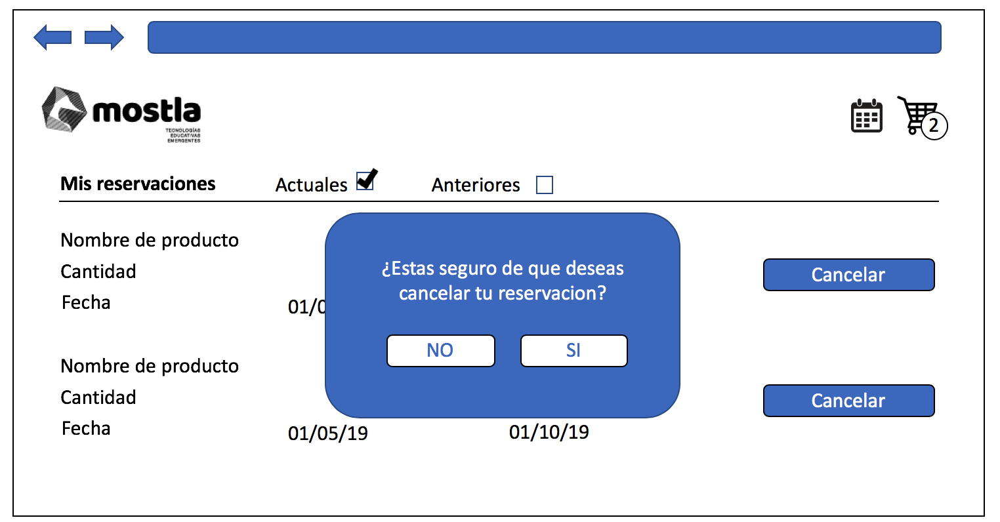 mostla
TECNOLOGÍAS
EDUCATIVAS
EMERGENTES
2
Mis reservaciones Actuales Anteriores
Nombre de producto
Cantidad
Fecha 01/0
Cancelar
¿Estas seguro de que deseas
cancelar tu reservacion?
NO SI
Nombre de producto
Cantidad
Fecha 01/05/19 01/10/19
Cancelar